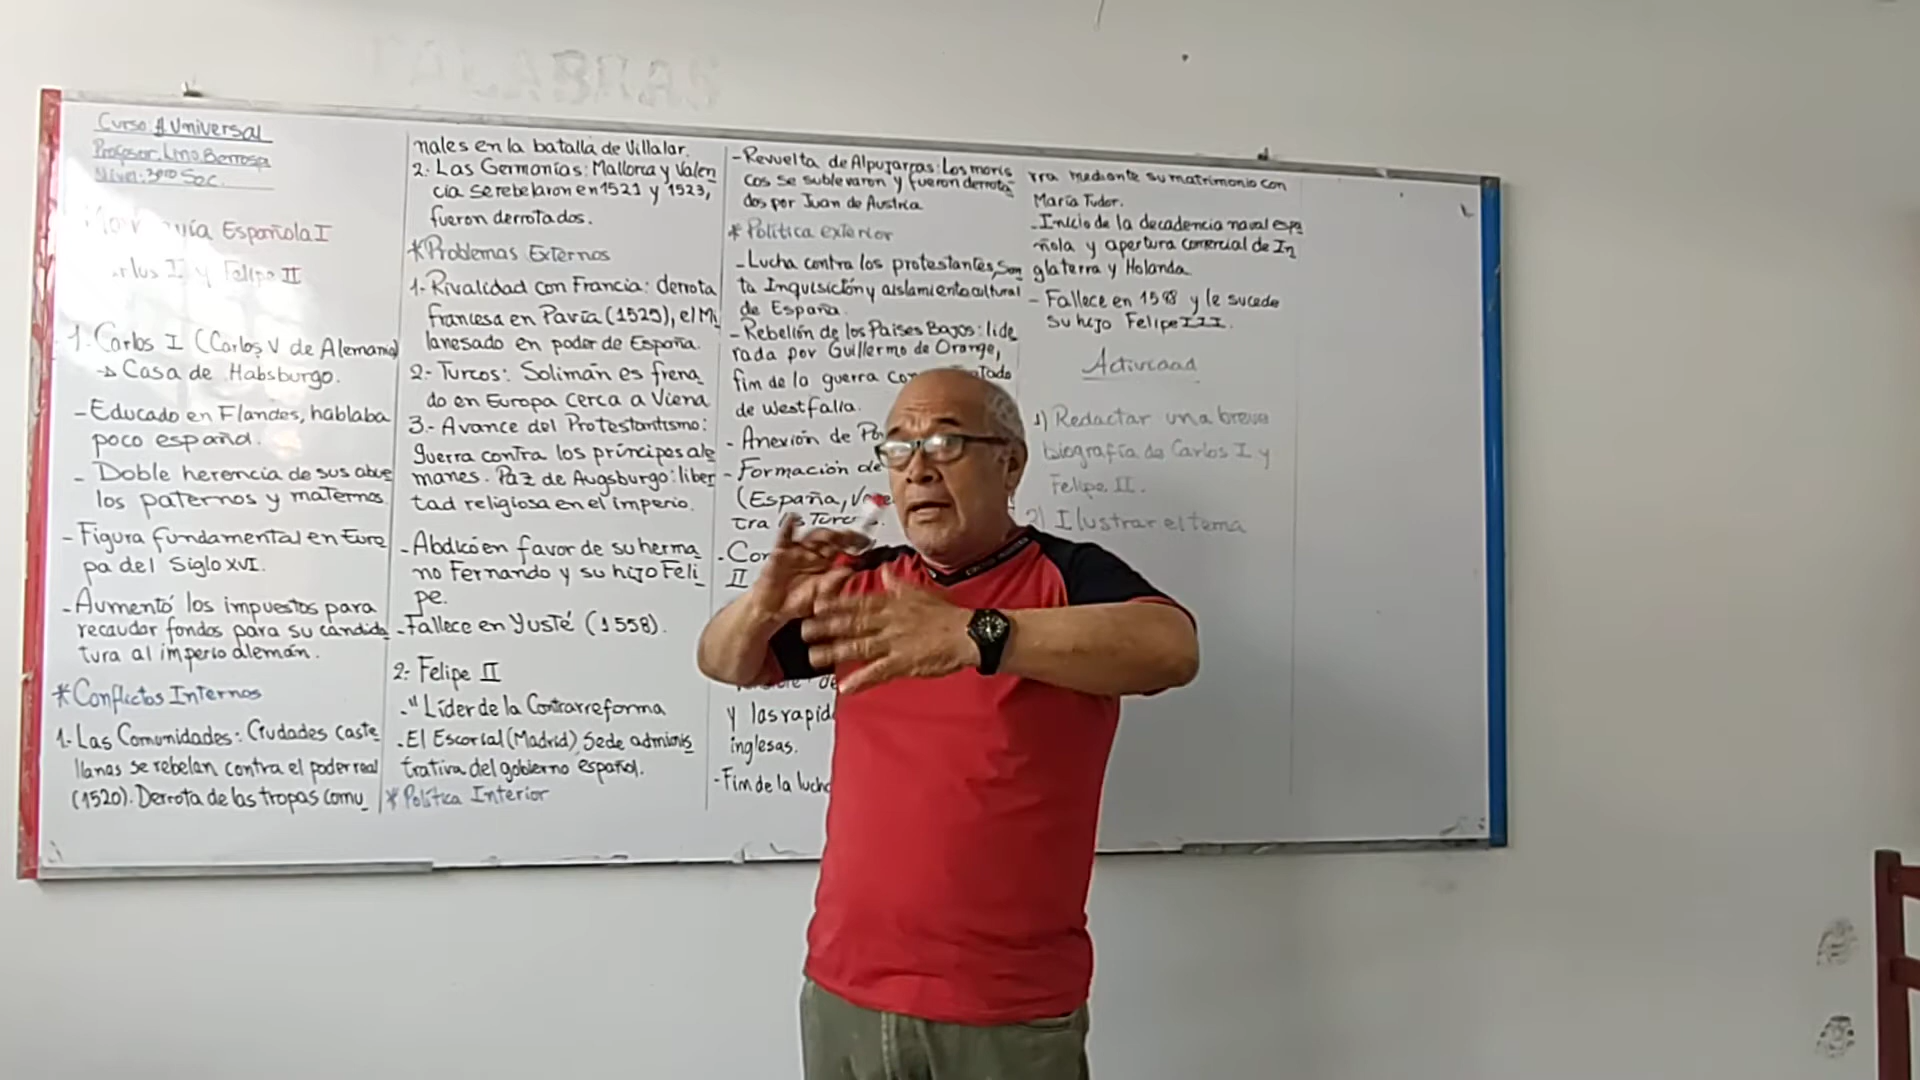 Curso: H Universal
Profesor: Lino Berrospi
Nivel: 3ero Sec.
Española I
y Felipe II
1.- Carlos I (Carlos V de Alemania)
→ Casa de Habsburgo.
- Educado en Flandes, hablaba
poco español.
- Doble herencia de sus abue
los paternos y maternos.
- Figura fundamental en Euro
pa del Siglo XVI.
- Aumentó los impuestos para
recaudar fondos para su candida
tura al imperio alemán.
* Conflictos Internos
1.- Las Comunidades: Ciudades caste
llanas se rebelan contra el poder real
(1520). Derrota de las tropas comu
nales en la batalla de Villalar.
2. Las Germanías: Mallorca y Valen
cia se rebelaron en 1521 y 1523,
fueron derrotados.
* Problemas Externos
1.- Rivalidad con Francia: derrota
francesa en Pavía (1525), el Mi
lanesado en poder de España.
2.- Turcos: Solimán es frena
do en Europa cerca a Viena
3.- Avance del Protestantismo:
guerra contra los príncipes ale
manes. Paz de Augsburgo: liber
tad religiosa en el imperio.
- Abdicó en favor de su herma
no Fernando y su hijo Feli
pe.
- Fallece en Yusté (1558).
2.- Felipe II
- "Líder de la Contrarreforma
- El Escorial (Madrid), Sede adminis
trativa del gobierno español.
* Política Interior
- Revuelta de Alpujarras: Los moris
cos se sublevaron y fueron derrota
dos por Juan de Austria
* Política exterior
- Lucha contra los protestantes, San
ta Inquisición y aislamiento cultural
de España.
- Rebelión de los Países Bajos: lide
rada por Guillermo de Orange,
fin de la guerra con
de Westfalia.
- Anexión de
- Formación de
(España,
tra
II
y las rapid
inglesas.
- Fin de la lucha
rra mediante su matrimonio con
María Tudor.
- Inicio de la decadencia naval espa
ñola y apertura comercial de In
glaterra y Holanda
- Fallece en 1598 y le sucede
su hijo Felipe III.
Actividad
1) Redactar una breve
biografía de Carlos I y
Felipe II.
2) Ilustrar el tema